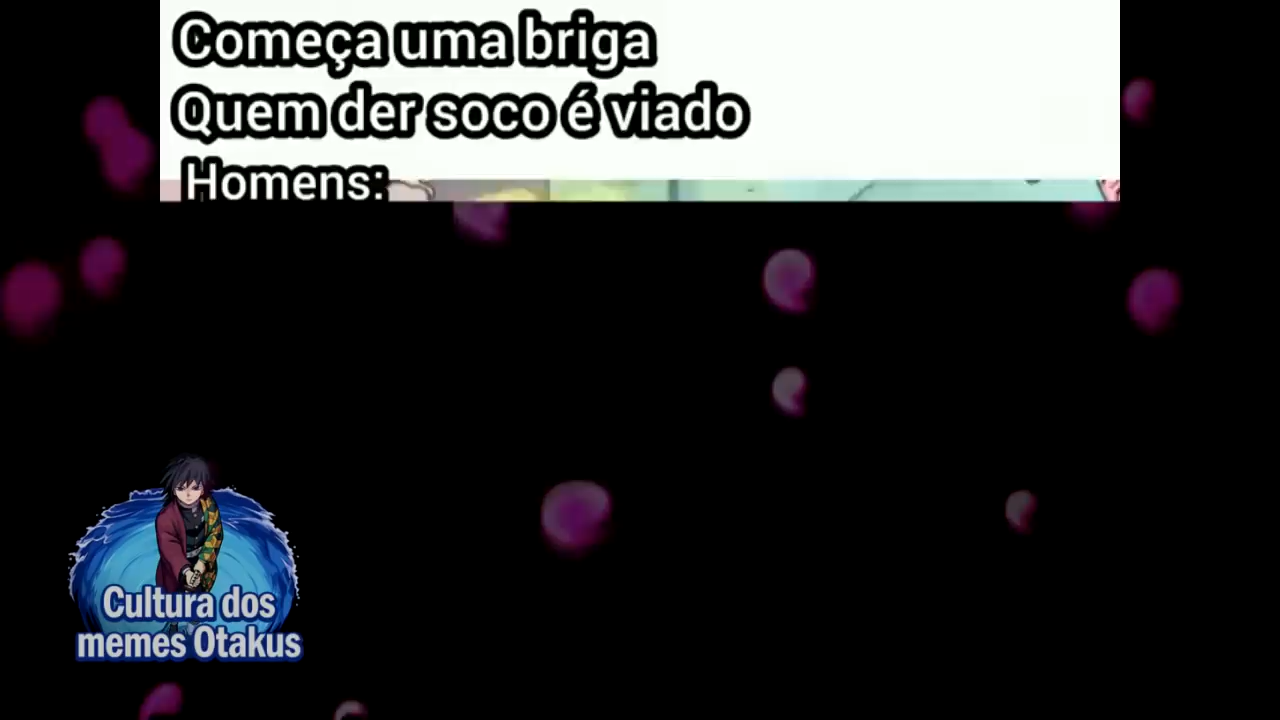 Começa uma briga
Quem der soco é viado
Homens:
Cultura dos
memes Otakus